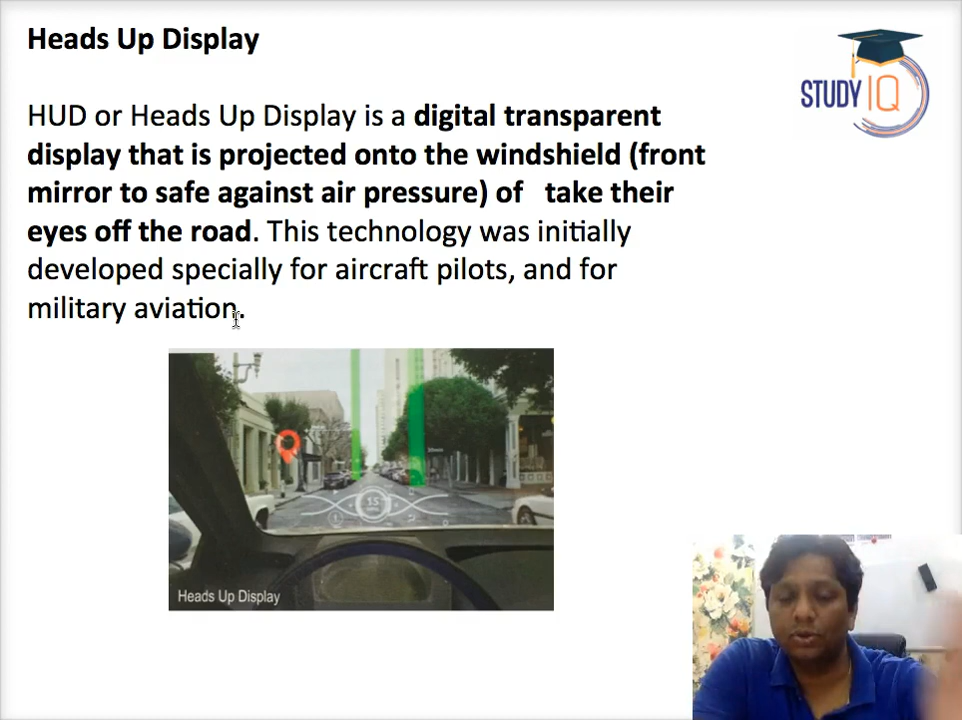 Heads Up Display
STUDY IQ
HUD or Heads Up Display is a digital transparent
display that is projected onto the windshield (front
mirror to safe against air pressure) of take their
eyes off the road. This technology was initially
developed specially for aircraft pilots, and for
military aviation.
15
Heads Up Display